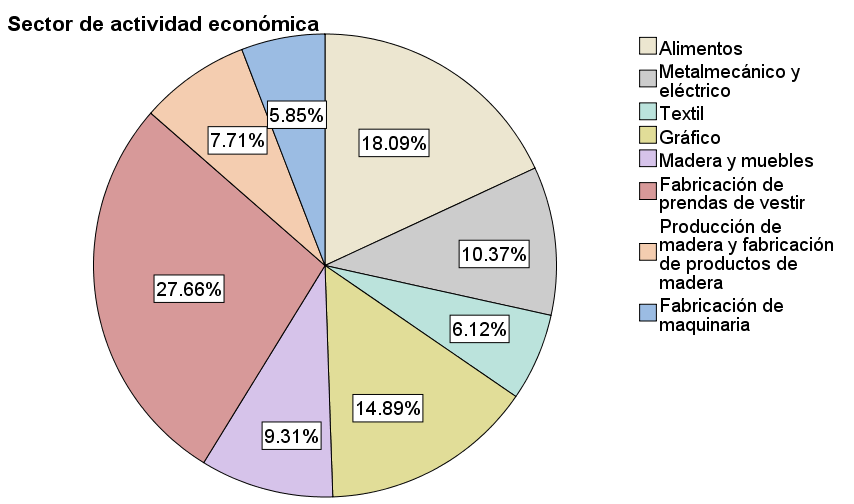 Sector de actividad económica
5.85%
7.71%
18.09%
10.37%
27.66%
6.12%
14.89%
9.31%
Alimentos
Metalmecánico y
eléctrico
Textil
Gráfico
Madera y muebles
Fabricación de
prendas de vestir
Producción de
madera y fabricación
de productos de
madera
Fabricación de
maquinaria